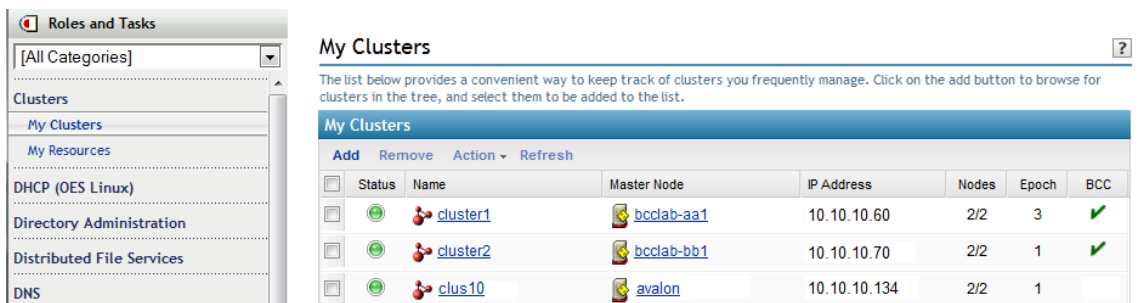 Roles and Tasks
[All Categories]
Clusters
My Clusters
My Resources
DHCP (OES Linux)
Directory Administration
Distributed File Services
DNS
My Clusters
?
The list below provides a convenient way to keep track of clusters you frequently manage. Click on the add button to browse for
clusters in the tree, and select them to be added to the list.
My Clusters
Add Remove Action Refresh
Status Name Master Node IP Address Nodes Epoch BCC
cluster1 bcclab-aa1 10.10.10.60 2/2 3
cluster2 bcclab-bb1 10.10.10.70 2/2 1
clus10 avalon 10.10.10.134 2/2 1